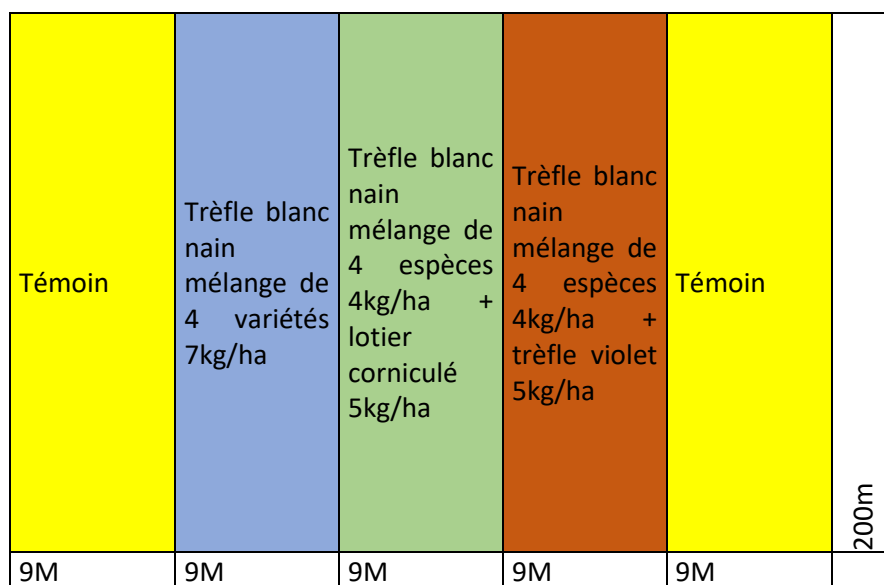 Témoin
Trèfle blanc
nain
mélange de
4 variétés
7kg/ha
Trèfle blanc
nain
mélange de
4 espèces
4kg/ha +
lotier
corniculé
5kg/ha
Trèfle blanc
nain
mélange de
4 espèces
4kg/ha +
trèfle violet
5kg/ha
Témoin
200m
9M 9M 9M 9M 9M